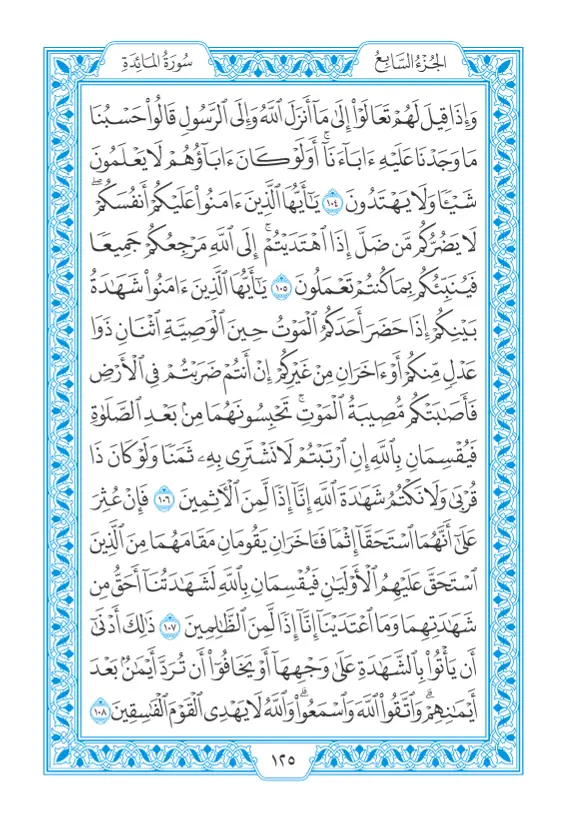 الجُزْءُ السَّابِعُ
سُورَةُ المَائِدَةِ
وَإِذَا قِيلَ لَهُمْ تَعَالَوْا۟ إِلَىٰ مَآ أَنزَلَ ٱللَّهُ وَإِلَى ٱلرَّسُولِ قَالُوا۟ حَسْبُنَا
مَا وَجَدْنَا عَلَيْهِ ءَابَآءَنَآ ۚ أَوَلَوْ كَانَ ءَابَآؤُهُمْ لَا يَعْلَمُونَ
شَيْـًٔا وَلَا يَهْتَدُونَ ١٠٤ يَـٰٓأَيُّهَا ٱلَّذِينَ ءَامَنُوا۟ عَلَيْكُمْ أَنفُسَكُمْ ۖ
لَا يَضُرُّكُم مَّن ضَلَّ إِذَا ٱهْتَدَيْتُمْ ۚ إِلَى ٱللَّهِ مَرْجِعُكُمْ جَمِيعًا
فَيُنَبِّئُكُم بِمَا كُنتُمْ تَعْمَلُونَ ١٠٥ يَـٰٓأَيُّهَا ٱلَّذِينَ ءَامَنُوا۟ شَهَـٰدَةُ
بَيْنِكُمْ إِذَا حَضَرَ أَحَدَكُمُ ٱلْمَوْتُ حِينَ ٱلْوَصِيَّةِ ٱثْنَانِ ذَوَا
عَدْلٍ مِّنكُمْ أَوْ ءَاخَرَانِ مِنْ غَيْرِكُمْ إِنْ أَنتُمْ ضَرَبْتُمْ فِى ٱلْأَرْضِ
فَأَصَـٰبَتْكُم مُّصِيبَةُ ٱلْمَوْتِ ۚ تَحْبِسُونَهُمَا مِنۢ بَعْدِ ٱلصَّلَوٰةِ
فَيُقْسِمَانِ بِٱللَّهِ إِنِ ٱرْتَبْتُمْ لَا نَشْتَرِى بِهِۦ ثَمَنًا وَلَوْ كَانَ ذَا
قُرْبَىٰ ۙ وَلَا نَكْتُمُ شَهَـٰدَةَ ٱللَّهِ إِنَّآ إِذًا لَّمِنَ ٱلْـَٔاثِمِينَ ١٠٦ فَإِنْ عُثِرَ
عَلَىٰٓ أَنَّهُمَا ٱسْتَحَقَّآ إِثْمًا فَـَٔاخَرَانِ يَقُومَانِ مَقَامَهُمَا مِنَ ٱلَّذِينَ
ٱسْتَحَقَّ عَلَيْهِمُ ٱلْأَوْلَيَـٰنِ فَيُقْسِمَانِ بِٱللَّهِ لَشَهَـٰدَتُنَآ أَحَقُّ مِن
شَهَـٰدَتِهِمَا وَمَا ٱعْتَدَيْنَآ إِنَّآ إِذًا لَّمِنَ ٱلظَّـٰلِمِينَ ١٠٧ ذَٰلِكَ أَدْنَىٰٓ
أَن يَأْتُوا۟ بِٱلشَّهَـٰدَةِ عَلَىٰ وَجْهِهَآ أَوْ يَخَافُوٓا۟ أَن تُرَدَّ أَيْمَـٰنٌۢ بَعْدَ
أَيْمَـٰنِهِمْ ۗ وَٱتَّقُوا۟ ٱللَّهَ وَٱسْمَعُوا۟ ۗ وَٱللَّهُ لَا يَهْدِى ٱلْقَوْمَ ٱلْفَـٰسِقِينَ ١٠٨
١٢٥